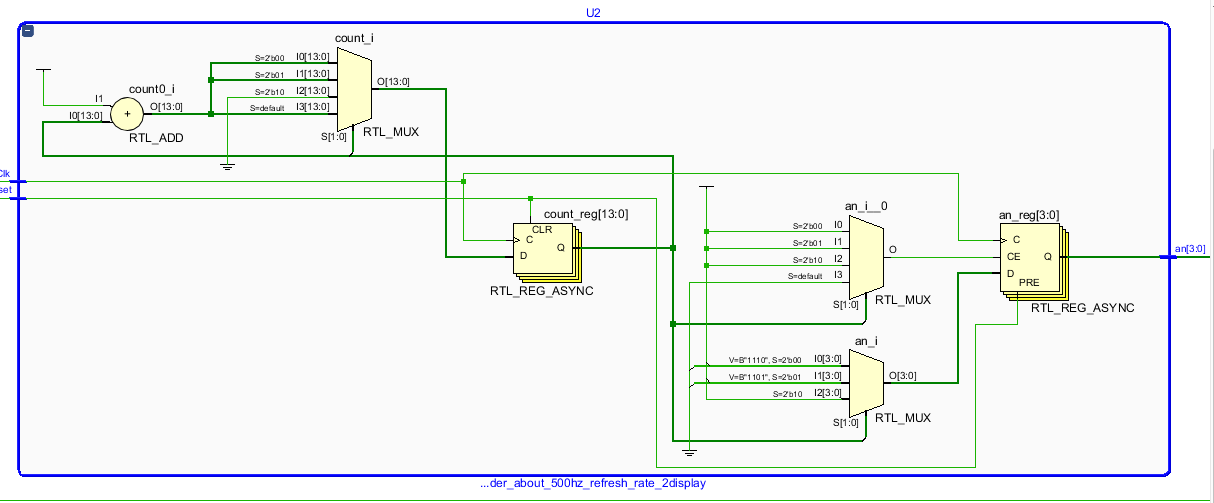 U2
count_i
S=2'b00 I0[13:0]
S=2'b01 I1[13:0]
S=2'b10 I2[13:0]
S=default I3[13:0]
O[13:0]
S[1:0]
RTL_MUX
count0_i
I1
I0[13:0]
O[13:0]
+
RTL_ADD
Clk
set
count_reg[13:0]
CLR
C
D
Q
RTL_REG_ASYNC
an_i__0
S=2'b00 I0
S=2'b01 I1
S=2'b10 I2
S=default I3
O
S[1:0]
RTL_MUX
an_reg[3:0]
C
CE
D
Q
PRE
RTL_REG_ASYNC
an[3:0]
an_i
V=B"1110", S=2'b00 I0[3:0]
V=B"1101", S=2'b01 I1[3:0]
S=2'b10 I2[3:0]
O[3:0]
S[1:0]
RTL_MUX
...der_about_500hz_refresh_rate_2display